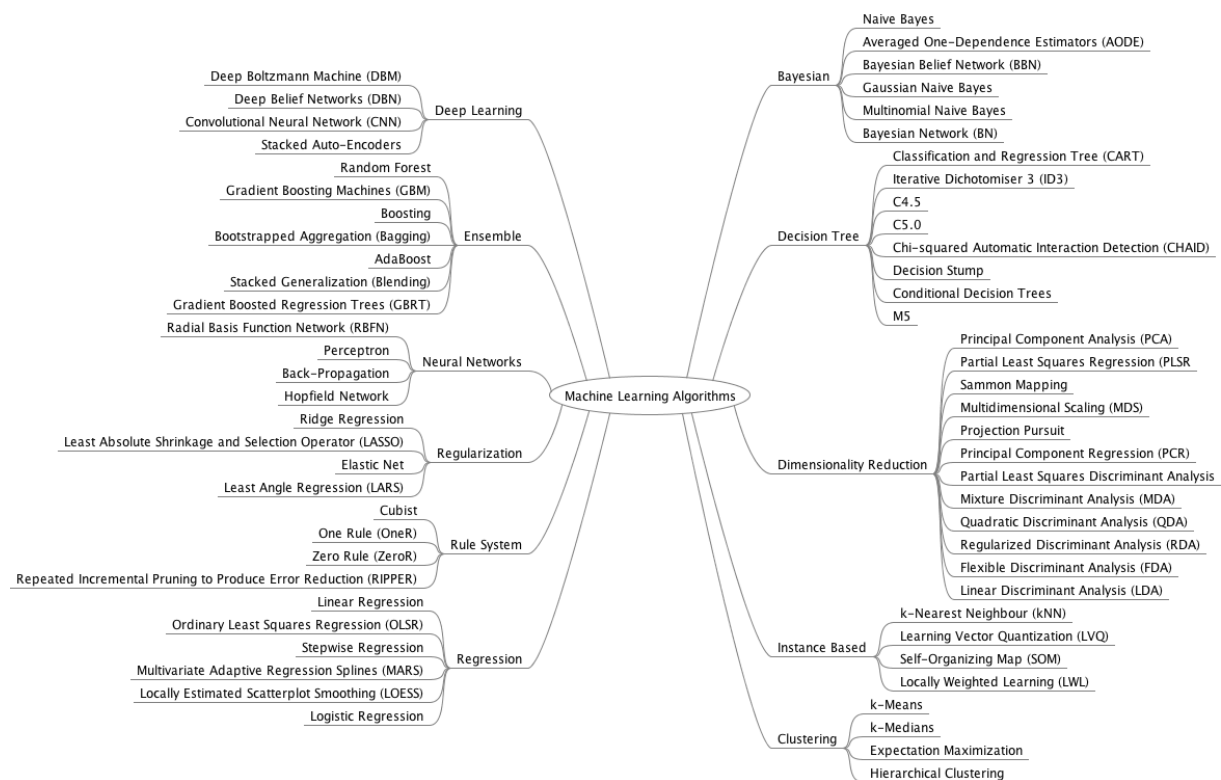 Machine Learning Algorithms
Deep Learning
Deep Boltzmann Machine (DBM)
Deep Belief Networks (DBN)
Convolutional Neural Network (CNN)
Stacked Auto-Encoders
Ensemble
Random Forest
Gradient Boosting Machines (GBM)
Boosting
Bootstrapped Aggregation (Bagging)
AdaBoost
Stacked Generalization (Blending)
Gradient Boosted Regression Trees (GBRT)
Neural Networks
Radial Basis Function Network (RBFN)
Perceptron
Back-Propagation
Hopfield Network
Regularization
Ridge Regression
Least Absolute Shrinkage and Selection Operator (LASSO)
Elastic Net
Least Angle Regression (LARS)
Rule System
Cubist
One Rule (OneR)
Zero Rule (ZeroR)
Repeated Incremental Pruning to Produce Error Reduction (RIPPER)
Regression
Linear Regression
Ordinary Least Squares Regression (OLSR)
Stepwise Regression
Multivariate Adaptive Regression Splines (MARS)
Locally Estimated Scatterplot Smoothing (LOESS)
Logistic Regression
Bayesian
Naive Bayes
Averaged One-Dependence Estimators (AODE)
Bayesian Belief Network (BBN)
Gaussian Naive Bayes
Multinomial Naive Bayes
Bayesian Network (BN)
Decision Tree
Classification and Regression Tree (CART)
Iterative Dichotomiser 3 (ID3)
C4.5
C5.0
Chi-squared Automatic Interaction Detection (CHAID)
Decision Stump
Conditional Decision Trees
M5
Dimensionality Reduction
Principal Component Analysis (PCA)
Partial Least Squares Regression (PLSR
Sammon Mapping
Multidimensional Scaling (MDS)
Projection Pursuit
Principal Component Regression (PCR)
Partial Least Squares Discriminant Analysis
Mixture Discriminant Analysis (MDA)
Quadratic Discriminant Analysis (QDA)
Regularized Discriminant Analysis (RDA)
Flexible Discriminant Analysis (FDA)
Linear Discriminant Analysis (LDA)
Instance Based
k-Nearest Neighbour (kNN)
Learning Vector Quantization (LVQ)
Self-Organizing Map (SOM)
Locally Weighted Learning (LWL)
Clustering
k-Means
k-Medians
Expectation Maximization
Hierarchical Clustering